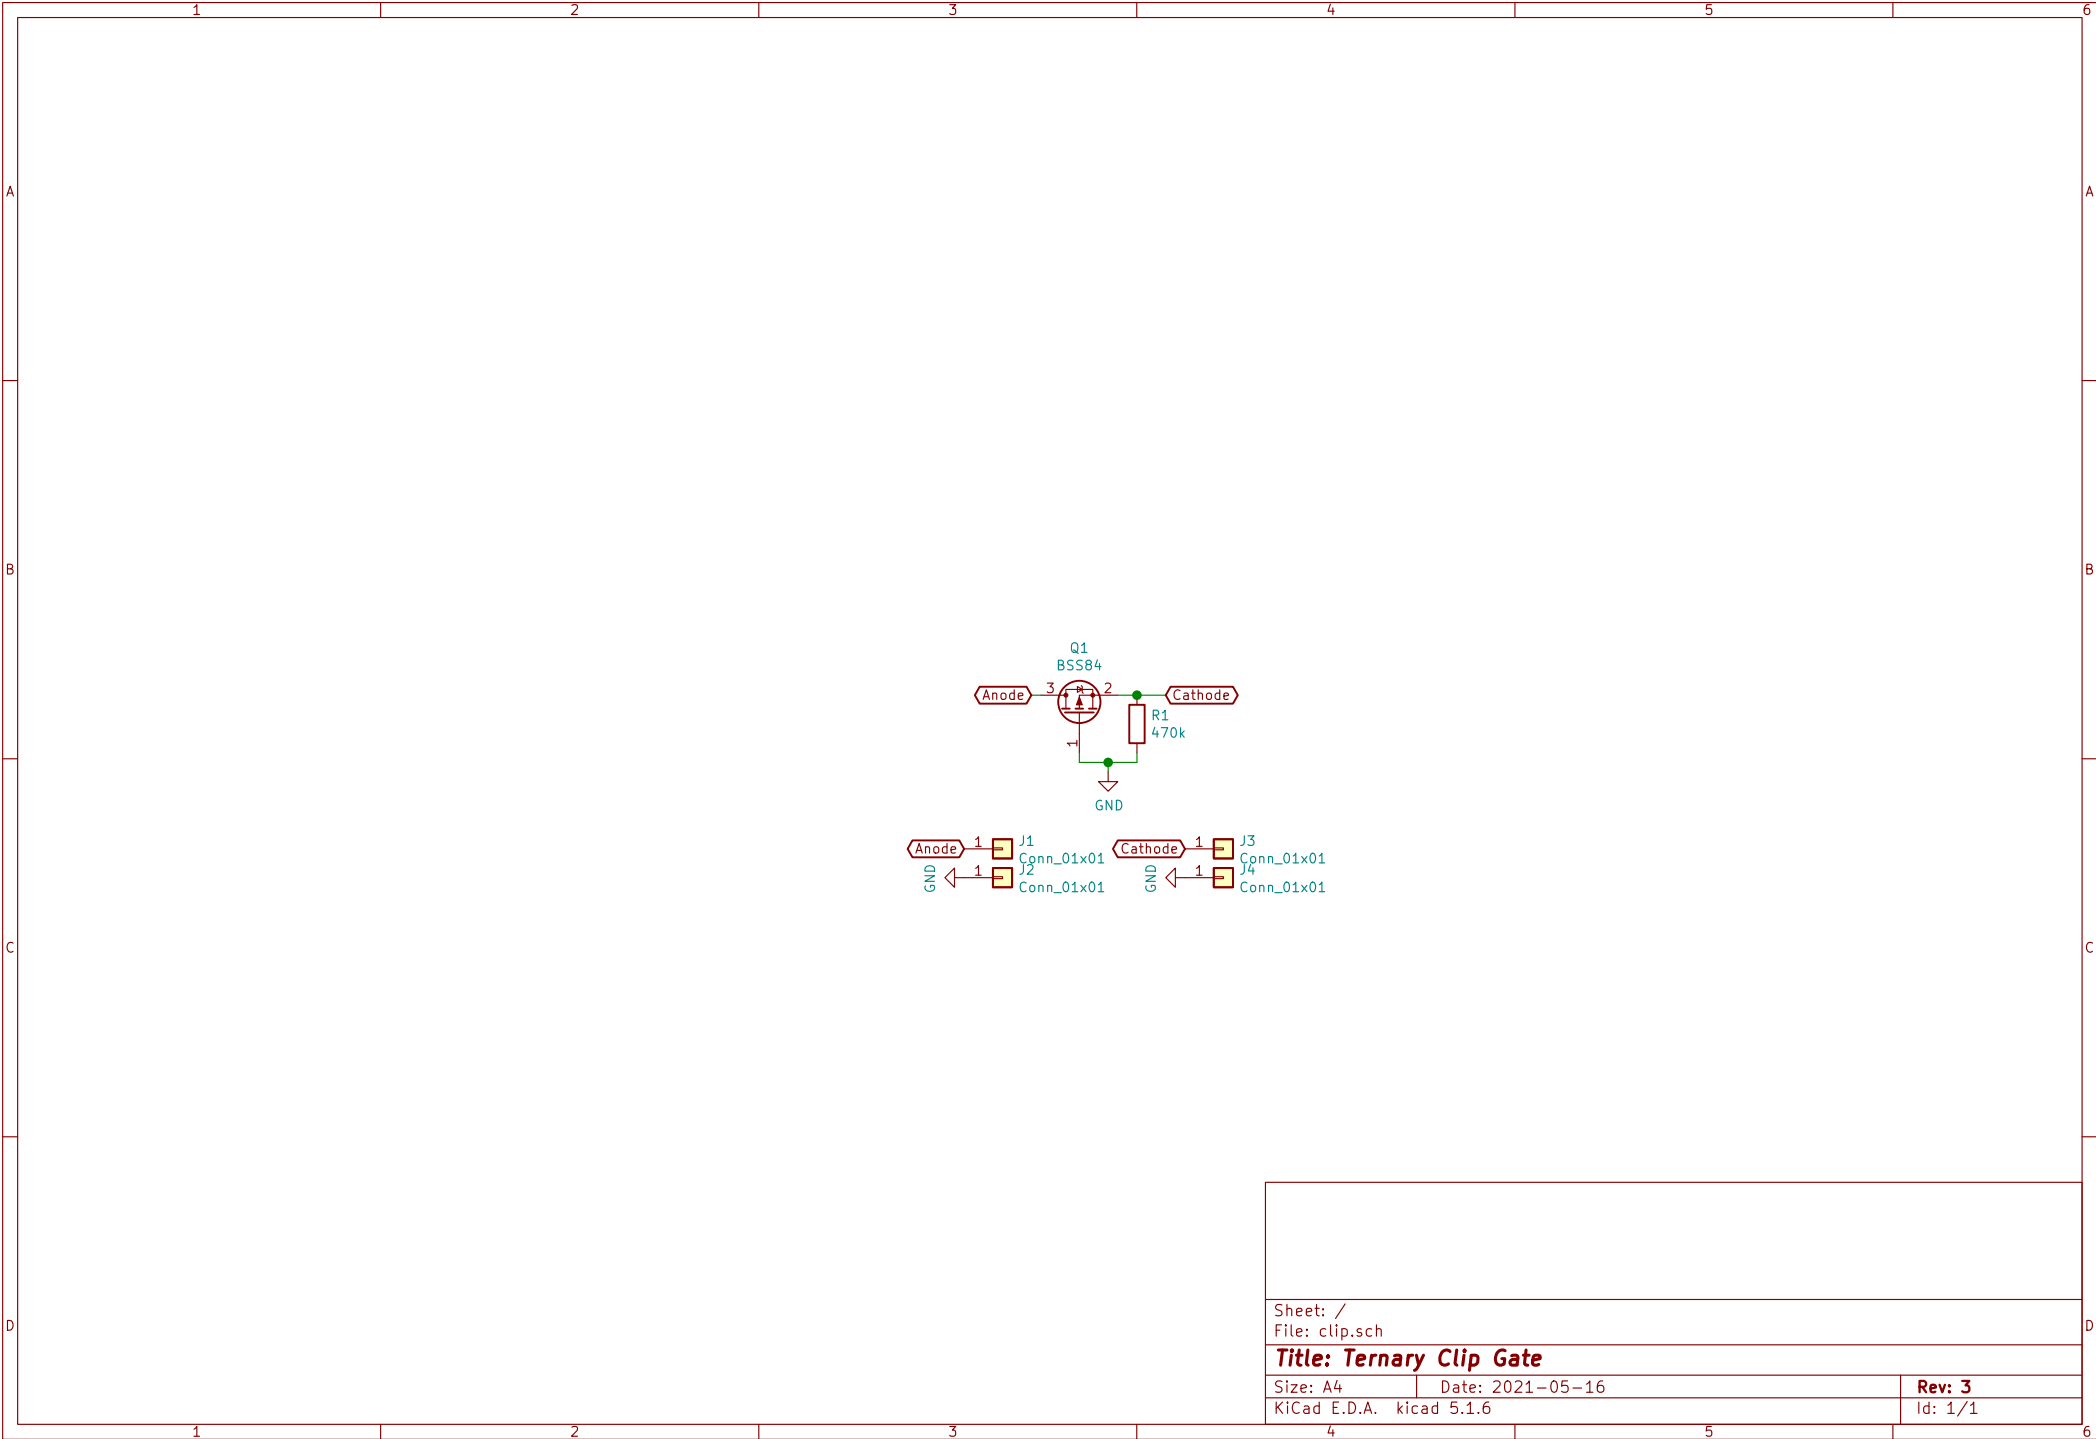 1 2 3 4 5 6
A A
B B
Q1
BSS84
Anode 3 2 Cathode
R1
470k
1
GND
Anode 1 J1
Conn_01x01
GND 1 J2
Conn_01x01
Cathode 1 J3
Conn_01x01
GND 1 J4
Conn_01x01
C C
Sheet: /
File: clip.sch
D D
Title: Ternary Clip Gate
Size: A4 Date: 2021-05-16 Rev: 3
KiCad E.D.A. kicad 5.1.6 Id: 1/1
1 2 3 4 5 6